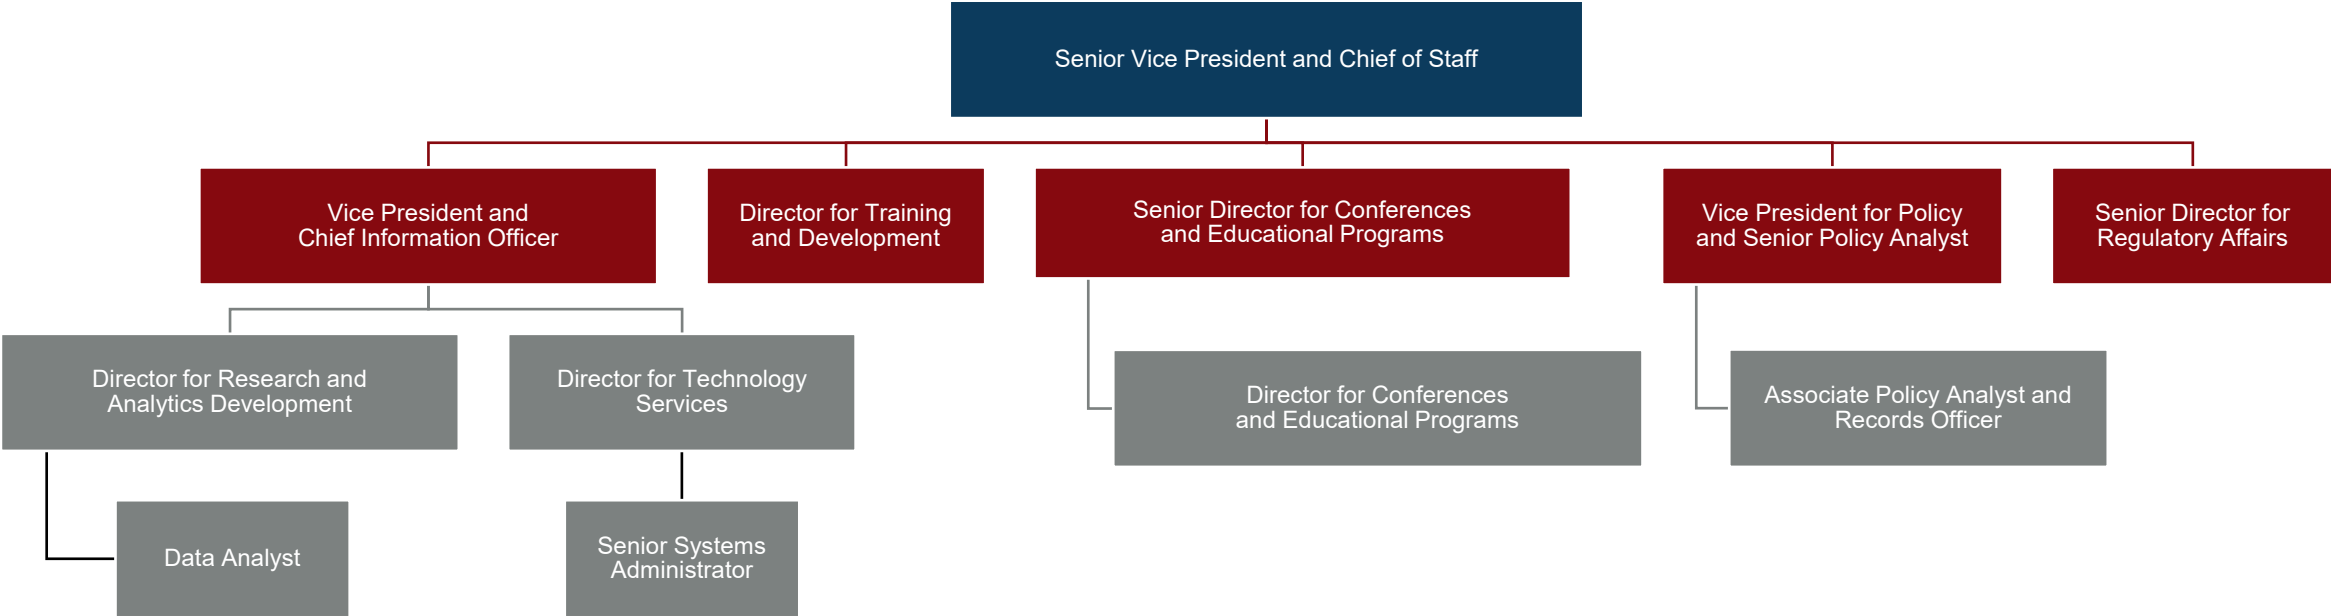 Senior Vice President and Chief of Staff
Vice President and
Chief Information Officer
Director for Training
and Development
Senior Director for Conferences
and Educational Programs
Vice President for Policy
and Senior Policy Analyst
Senior Director for
Regulatory Affairs
Director for Research and
Analytics Development
Director for Technology
Services
Director for Conferences
and Educational Programs
Associate Policy Analyst and
Records Officer
Data Analyst
Senior Systems
Administrator